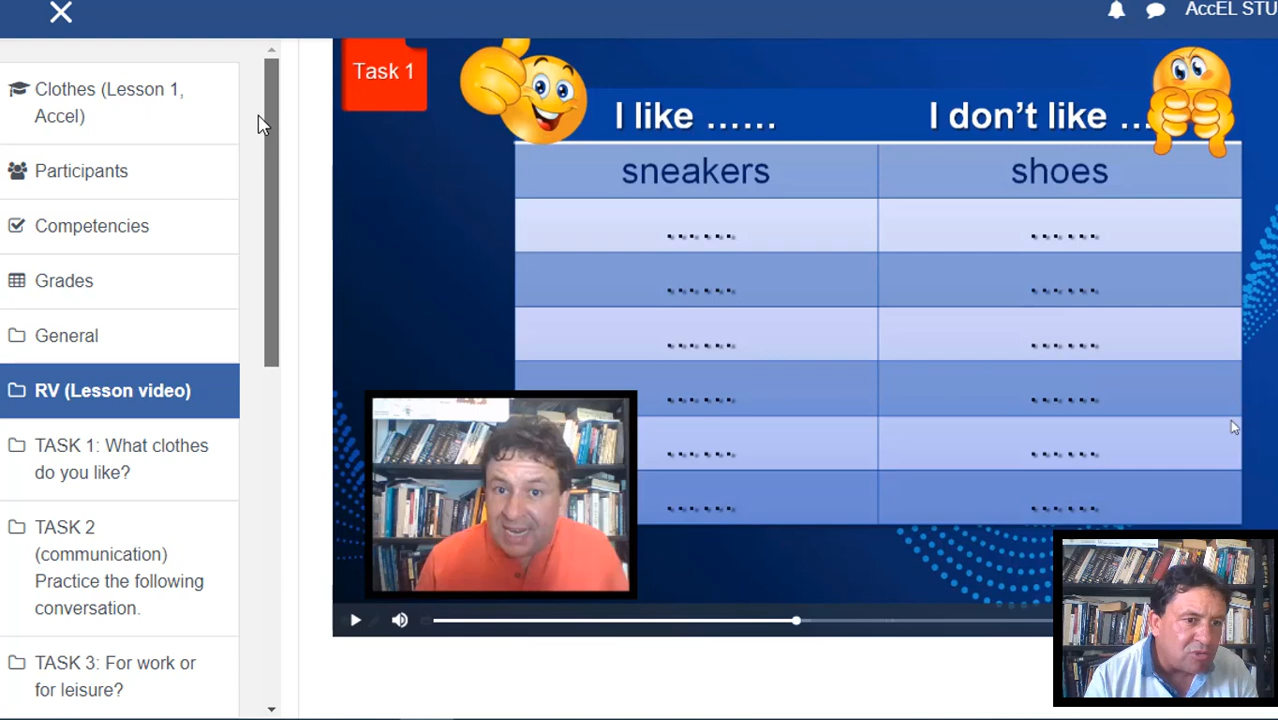 AccEL STU
Clothes (Lesson 1,
Accel)
Participants
Competencies
Grades
General
RV (Lesson video)
TASK 1: What clothes
do you like?
TASK 2
(communication)
Practice the following
conversation.
TASK 3: For work or
for leisure?
Task 1
I like ...... I don't like ...
sneakers shoes
...... ......
...... ......
...... ......
...... ......
...... ......
...... ......